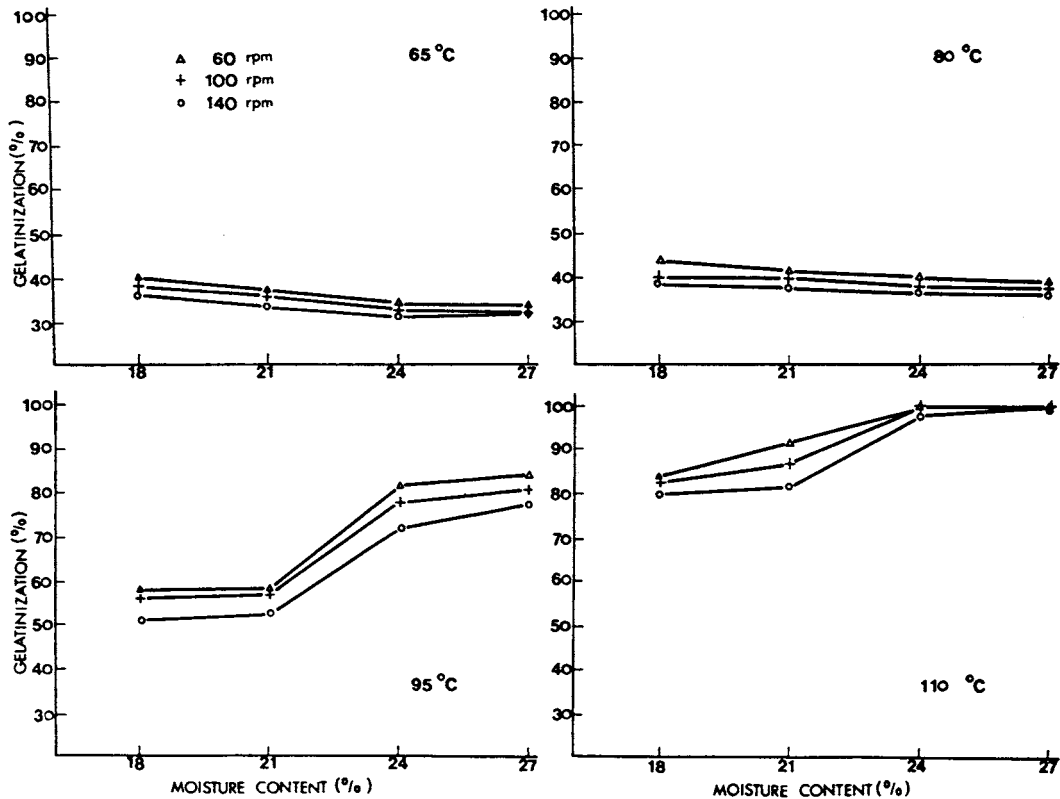 100
90
80
70
60
50
40
30
GELATINIZATION (%)
△ 60 rpm
+ 100 rpm
○ 140 rpm
65 °C
18 21 24 27
100
90
80
70
60
50
40
30
80 °C
18 21 24 27
100
90
80
70
60
50
40
30
GELATINIZATION (%)
95 °C
18 21 24 27
MOISTURE CONTENT (%)
100
90
80
70
60
50
40
30
110 °C
18 21 24 27
MOISTURE CONTENT (%)